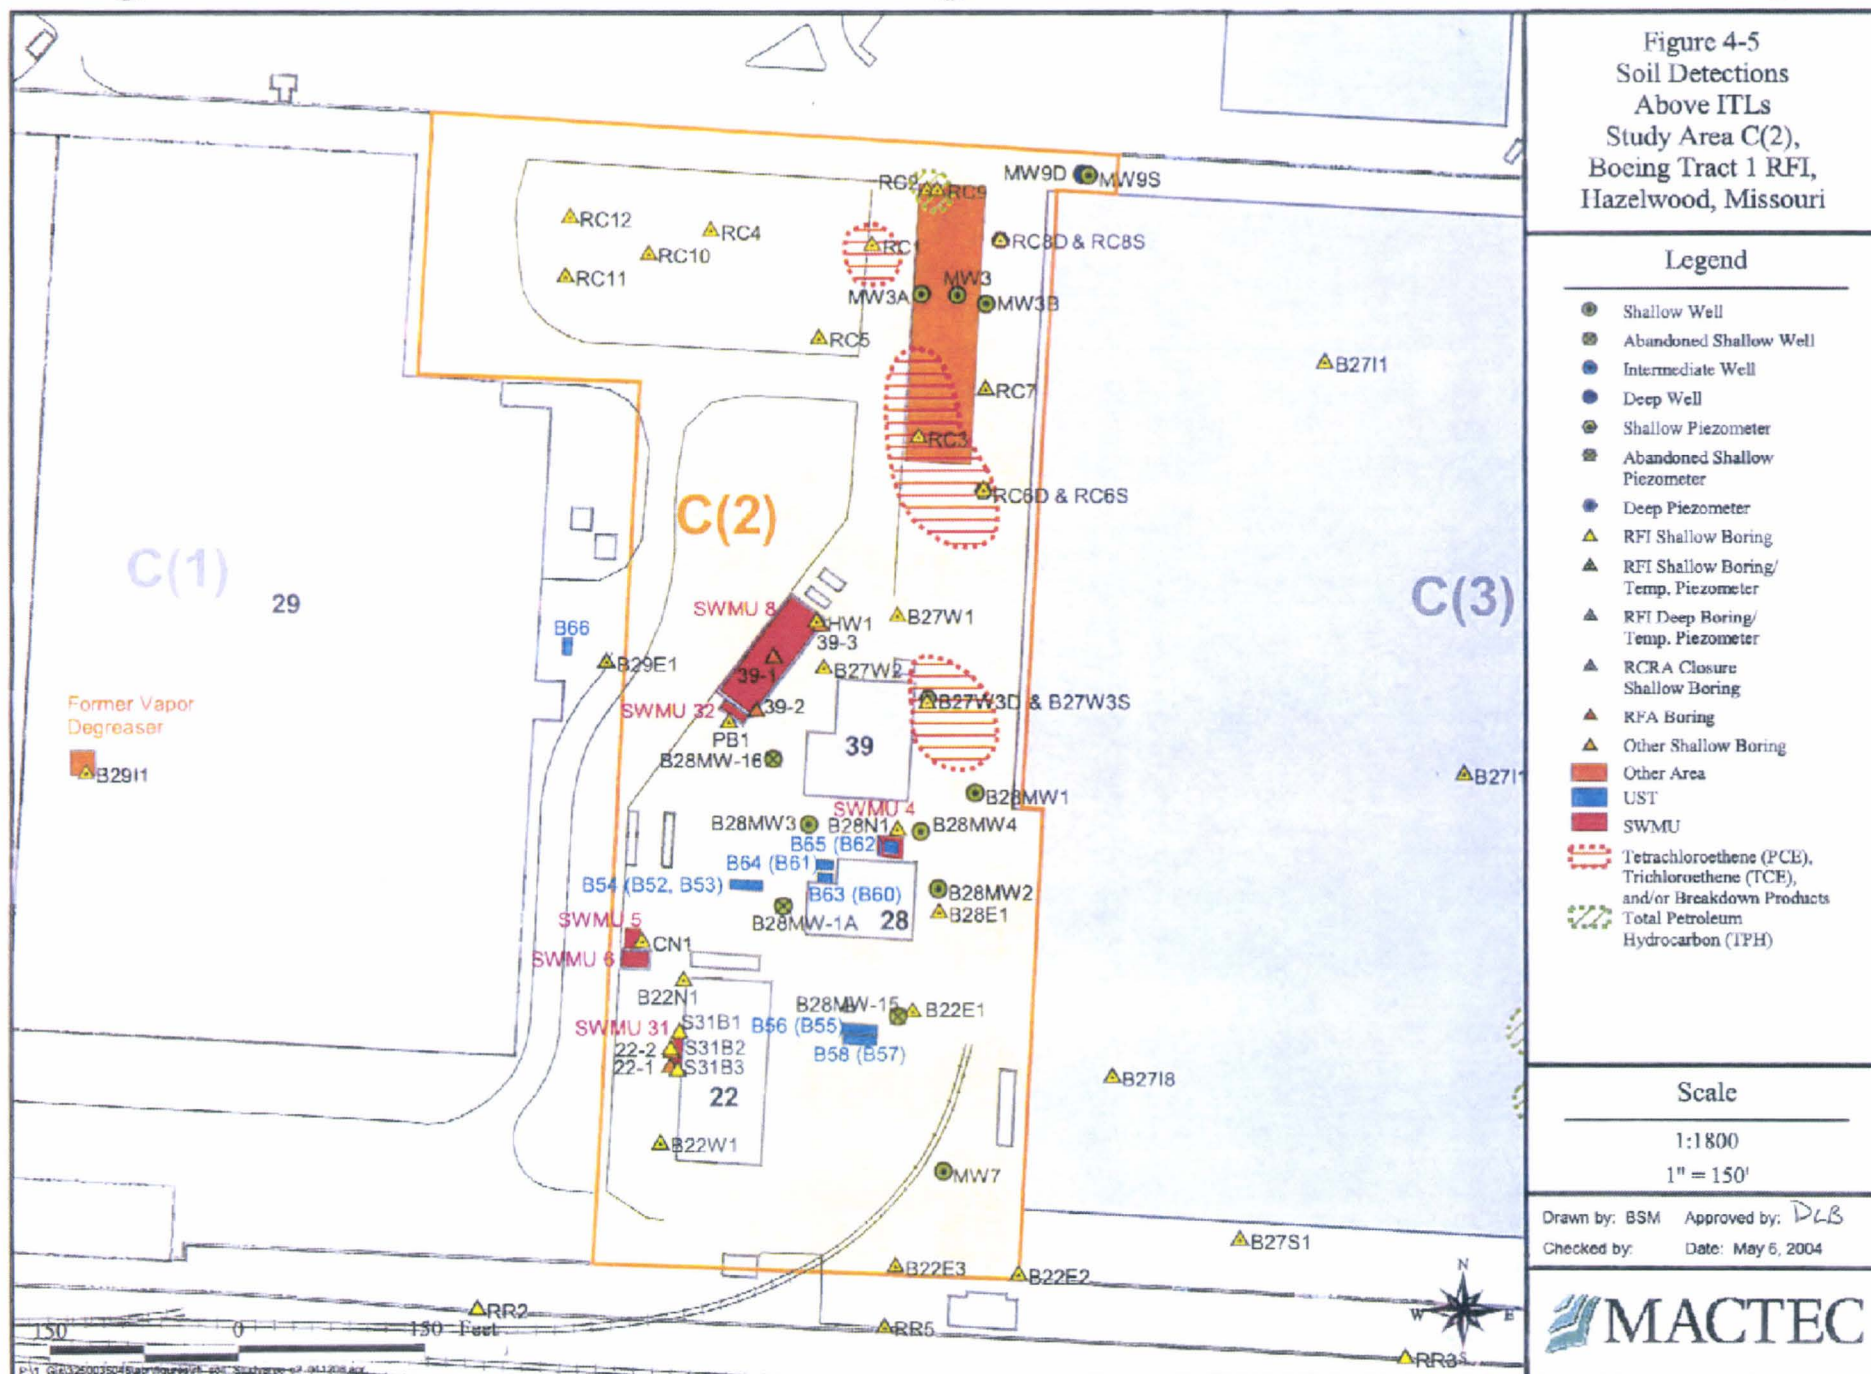 Figure 4-5
Soil Detections
Above ITLs
Study Area C(2),
Boeing Tract 1 RFI,
Hazelwood, Missouri
Legend
Shallow Well
Abandoned Shallow Well
Intermediate Well
Deep Well
Shallow Piezometer
Abandoned Shallow
Piezometer
Deep Piezometer
RFI Shallow Boring
RFI Shallow Boring/
Temp. Piezometer
RFI Deep Boring/
Temp. Piezometer
RCRA Closure
Shallow Boring
RFA Boring
Other Shallow Boring
Other Area
UST
SWMU
Tetrachloroethene (PCE),
Trichloroethene (TCE),
and/or Breakdown Products
Total Petroleum
Hydrocarbon (TPH)
Scale
1:1800
1" = 150'
Drawn by: BSM Approved by: DLB
Checked by: Date: May 6, 2004
MACTEC
N
W E
S
MW9D MW9S
RC2 RC9
RC12
RC4
RC10
RC11
RC1
RC8D & RC8S
MW3A
MW3
MW3B
RC5
RC7
B27I1
RC3
RC6D & RC6S
C(2)
C(1)
29
C(3)
SWMU 8
HW1
39-3
B27W1
B66
B29E1
39-1
B27W2
SWMU 32
39-2
B27W3D & B27W3S
Former Vapor
Degreaser
PB1
39
B28MW-16
B29I1
B27I1
B28MW1
SWMU 4
B28MW3
B28N1
B28MW4
B65 (B62)
B64 (B61)
B54 (B52, B53)
B63 (B60)
B28MW2
B28E1
B28MW-1A
28
SWMU 5
CN1
SWMU 6
B22N1
B28MW-15
B22E1
SWMU 31
S31B1
B56 (B55)
22-2
S31B2
B58 (B57)
22-1
S31B3
22
B27I8
B22W1
MW7
B27S1
B22E3
B22E2
RR2
RR5
RR3
150 0 150 Feet